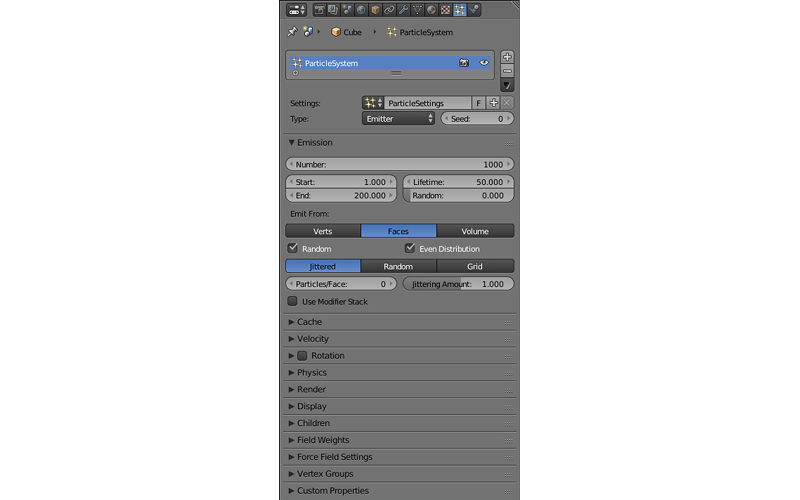 Cube ParticleSystem
ParticleSystem
Settings: ParticleSettings F
Type: Emitter Seed: 0
Emission
Number: 1000
Start: 1.000 Lifetime: 50.000
End: 200.000 Random: 0.000
Emit From:
Verts Faces Volume
Random Even Distribution
Jittered Random Grid
Particles/Face: 0 Jittering Amount: 1.000
Use Modifier Stack
Cache
Velocity
Rotation
Physics
Render
Display
Children
Field Weights
Force Field Settings
Vertex Groups
Custom Properties